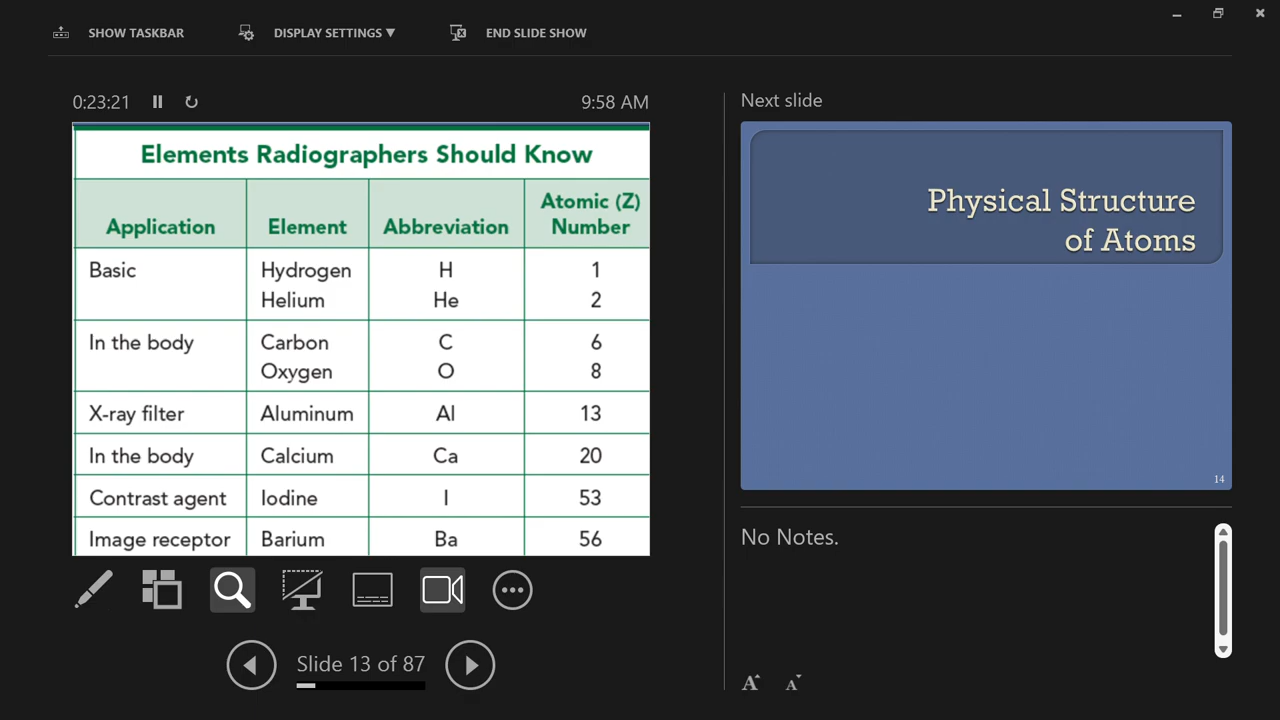 SHOW TASKBAR DISPLAY SETTINGS ▼ END SLIDE SHOW
0:23:21 9:58 AM
Elements Radiographers Should Know
Application Element Abbreviation Atomic (Z) Number
Basic Hydrogen H 1
Helium He 2
In the body Carbon C 6
Oxygen O 8
X-ray filter Aluminum Al 13
In the body Calcium Ca 20
Contrast agent Iodine I 53
Image receptor Barium Ba 56
Slide 13 of 87
Next slide
Physical Structure
of Atoms
14
No Notes.
A A